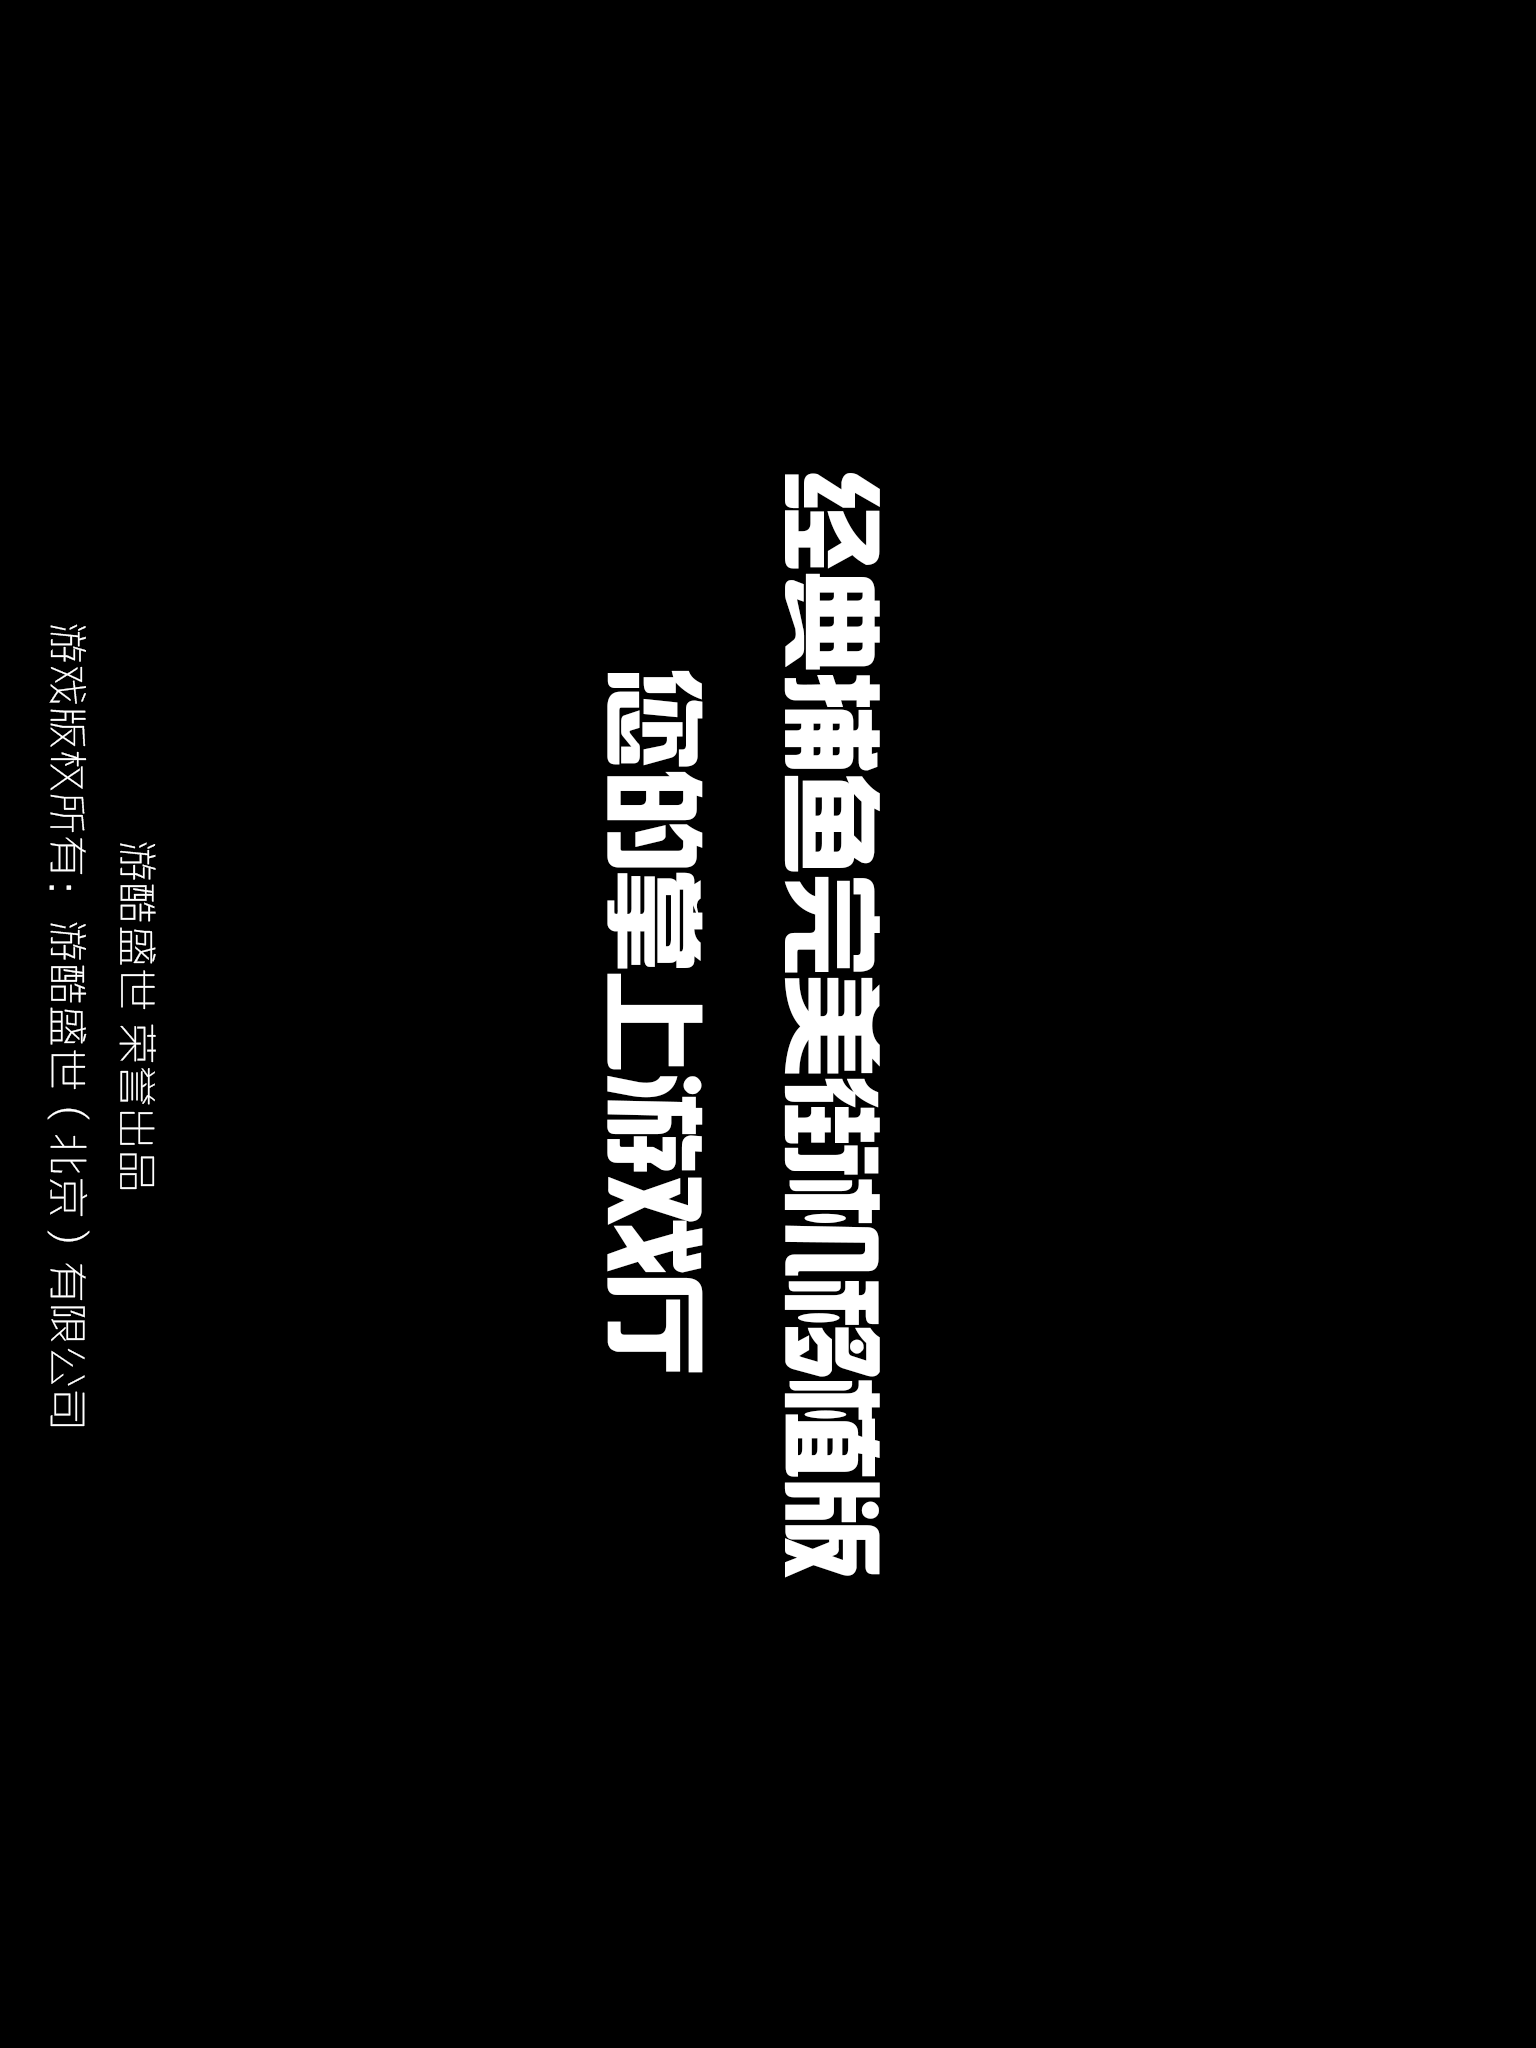 经典捕鱼完美街机移植版
您的掌上游戏厅
游酷盛世 荣誉出品
游戏版权所有：游酷盛世（北京）有限公司